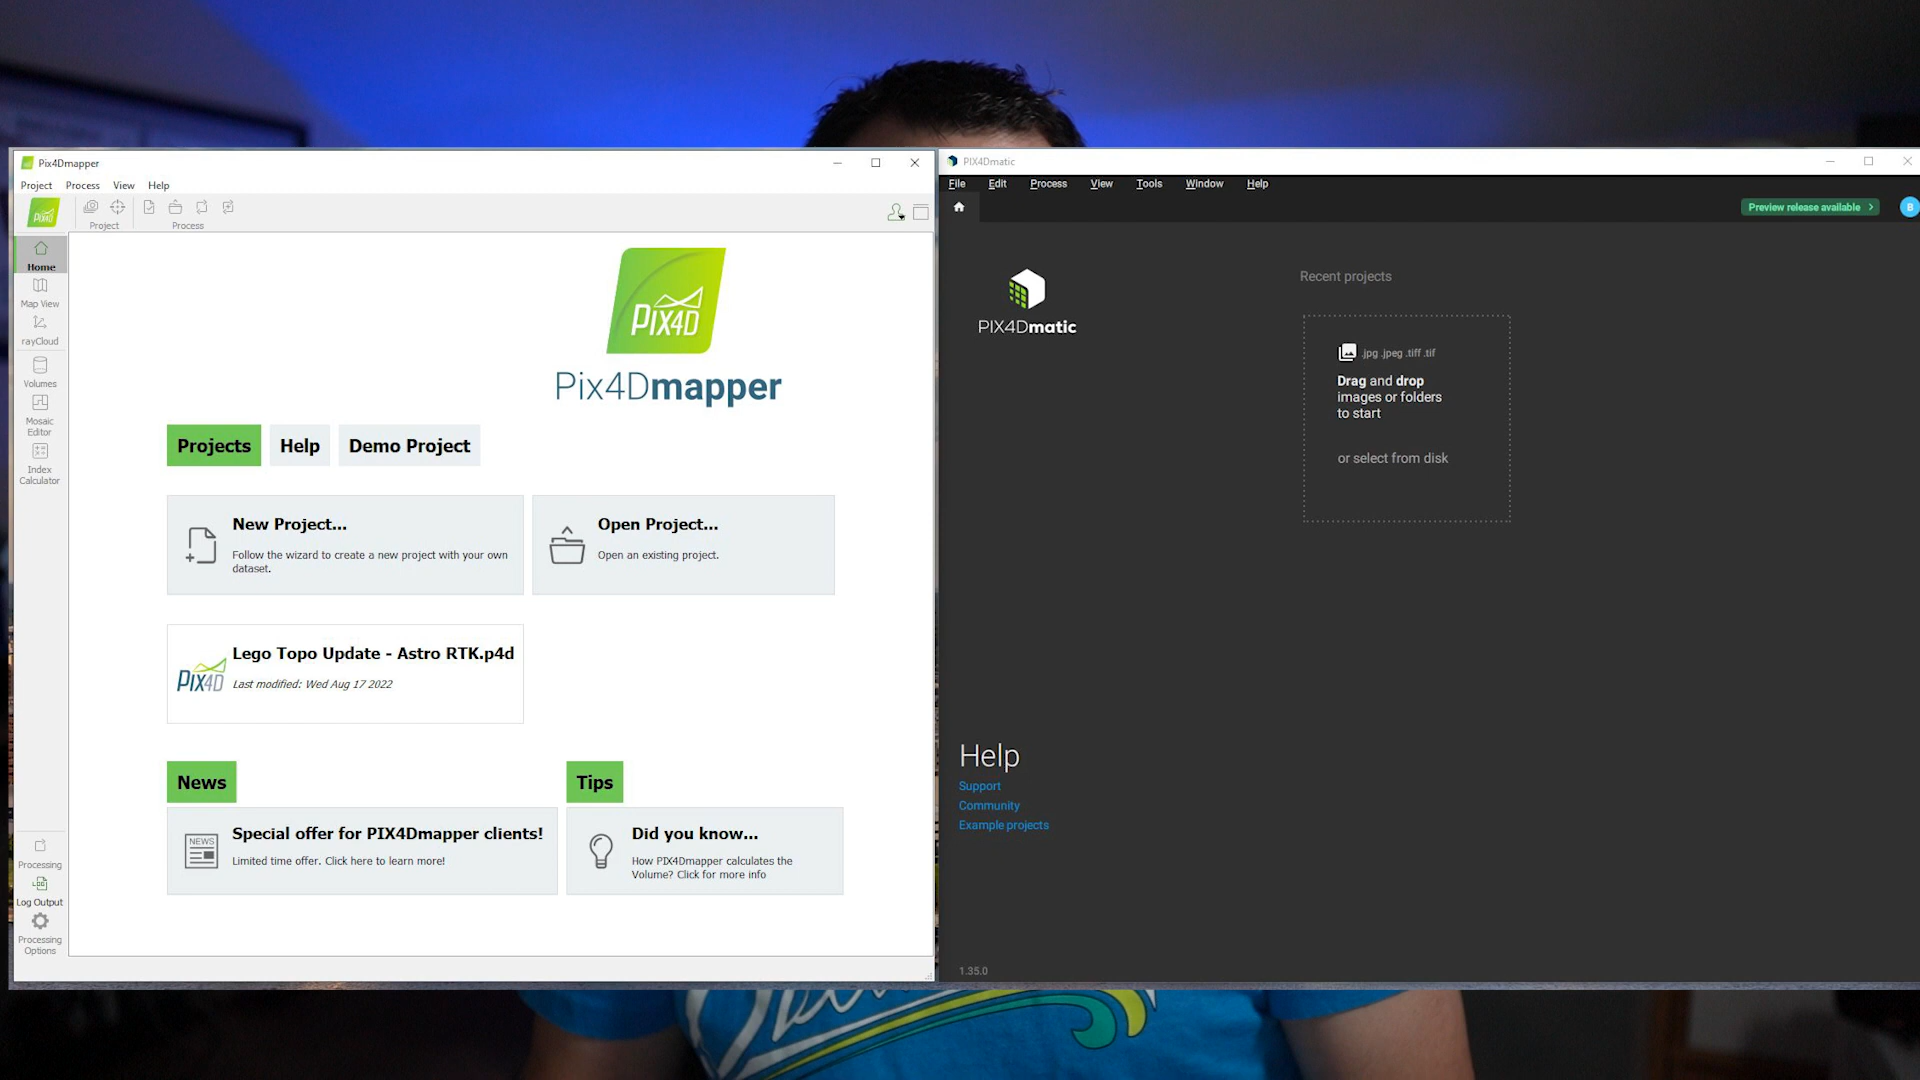 Pix4Dmapper
Project Process View Help
PIX4D
Project
Process
Home
Map View
rayCloud
Volumes
Mosaic
Editor
Index
Calculator
Processing
Log Output
Processing
Options
PIX4D
Pix4Dmapper
Projects
Help
Demo Project
New Project...
Follow the wizard to create a new project with your own
dataset.
Open Project...
Open an existing project.
PIX4D
Lego Topo Update - Astro RTK.p4d
Last modified: Wed Aug 17 2022
News
NEWS
Special offer for PIX4Dmapper clients!
Limited time offer. Click here to learn more!
Tips
Did you know...
How PIX4Dmapper calculates the
Volume? Click for more info
PIX4Dmatic
File Edit Process View Tools Window Help
Preview release available
B
PIX4Dmatic
Recent projects
.jpg .jpeg .tiff .tif
Drag and drop
images or folders
to start
or select from disk
Help
Support
Community
Example projects
1.35.0